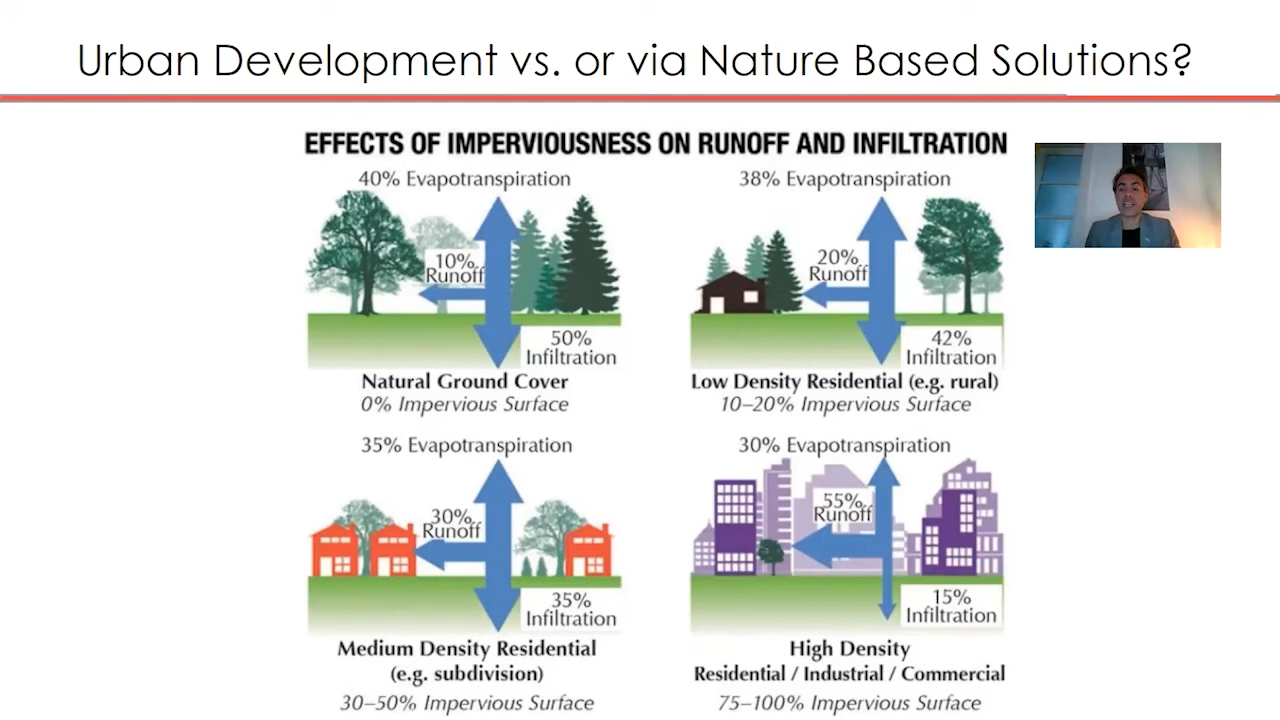 Urban Development vs. or via Nature Based Solutions?
EFFECTS OF IMPERVIOUSNESS ON RUNOFF AND INFILTRATION
40% Evapotranspiration
10%
Runoff
50%
Infiltration
Natural Ground Cover
0% Impervious Surface
38% Evapotranspiration
20%
Runoff
42%
Infiltration
Low Density Residential (e.g. rural)
10–20% Impervious Surface
35% Evapotranspiration
30%
Runoff
35%
Infiltration
Medium Density Residential
(e.g. subdivision)
30–50% Impervious Surface
30% Evapotranspiration
55%
Runoff
15%
Infiltration
High Density
Residential / Industrial / Commercial
75–100% Impervious Surface